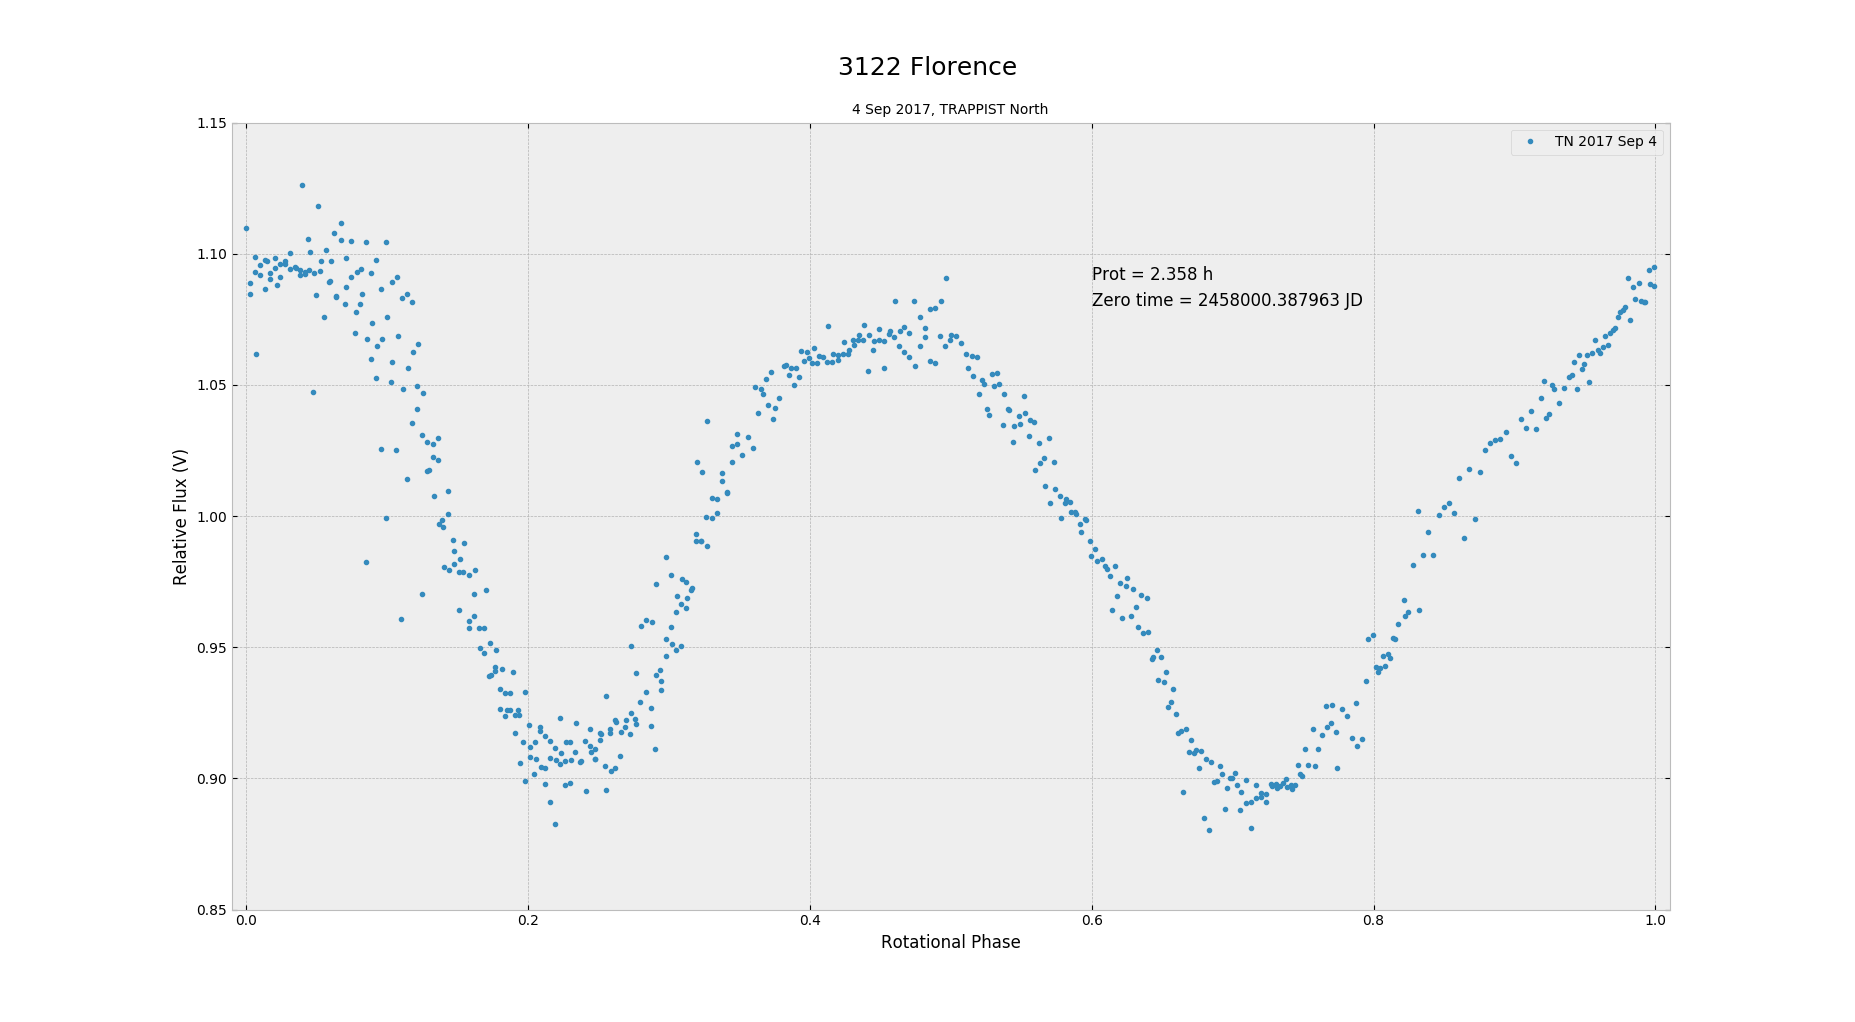 3122 Florence
4 Sep 2017, TRAPPIST North
TN 2017 Sep 4
Prot = 2.358 h
Zero time = 2458000.387963 JD
Relative Flux (V)
1.15
1.10
1.05
1.00
0.95
0.90
0.85
0.0 0.2 0.4 0.6 0.8 1.0
Rotational Phase